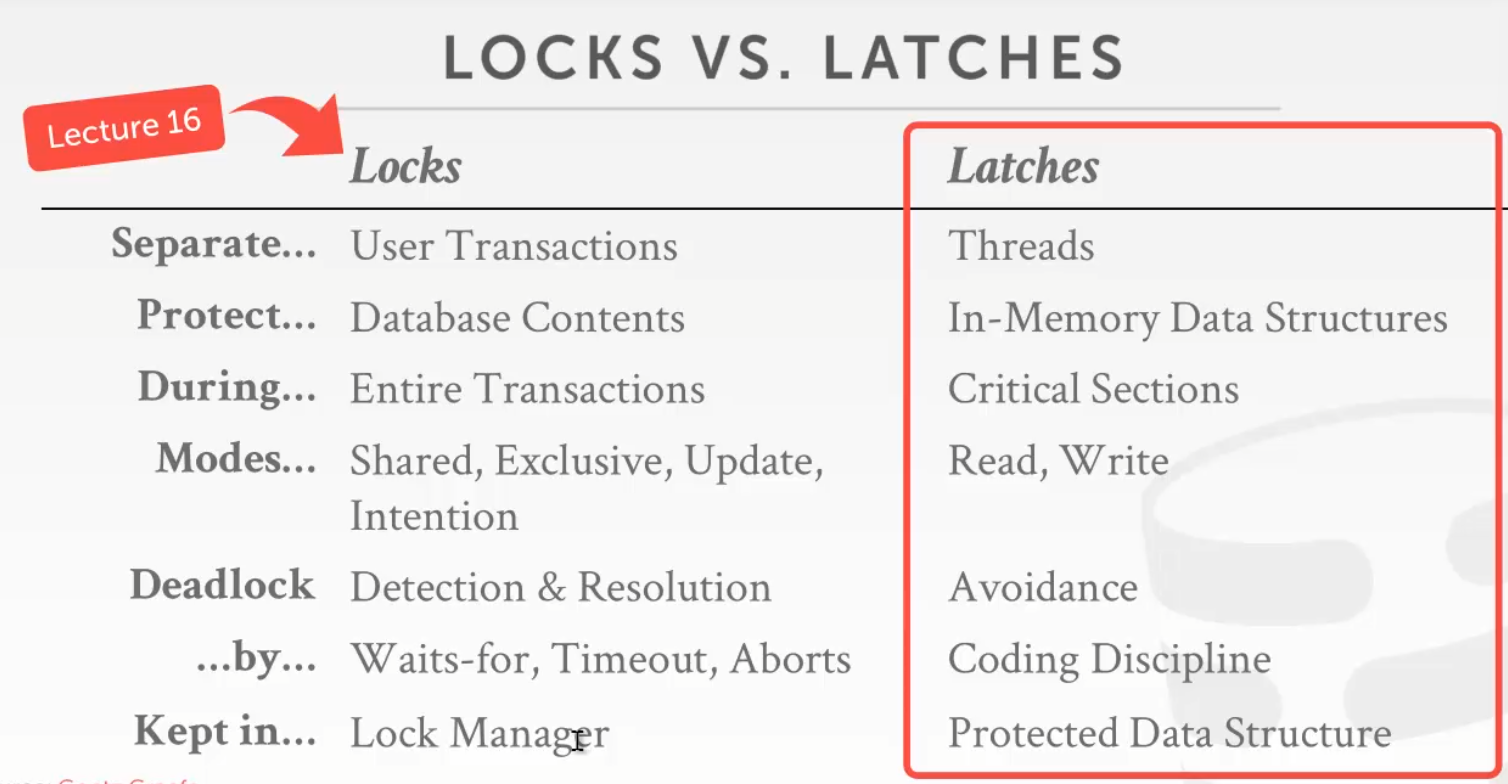 LOCKS VS. LATCHES
Lecture 16
Locks Latches
Separate... User Transactions Threads
Protect... Database Contents In-Memory Data Structures
During... Entire Transactions Critical Sections
Modes... Shared, Exclusive, Update, Read, Write
Intention
Deadlock Detection & Resolution Avoidance
...by... Waits-for, Timeout, Aborts Coding Discipline
Kept in... Lock Manager Protected Data Structure